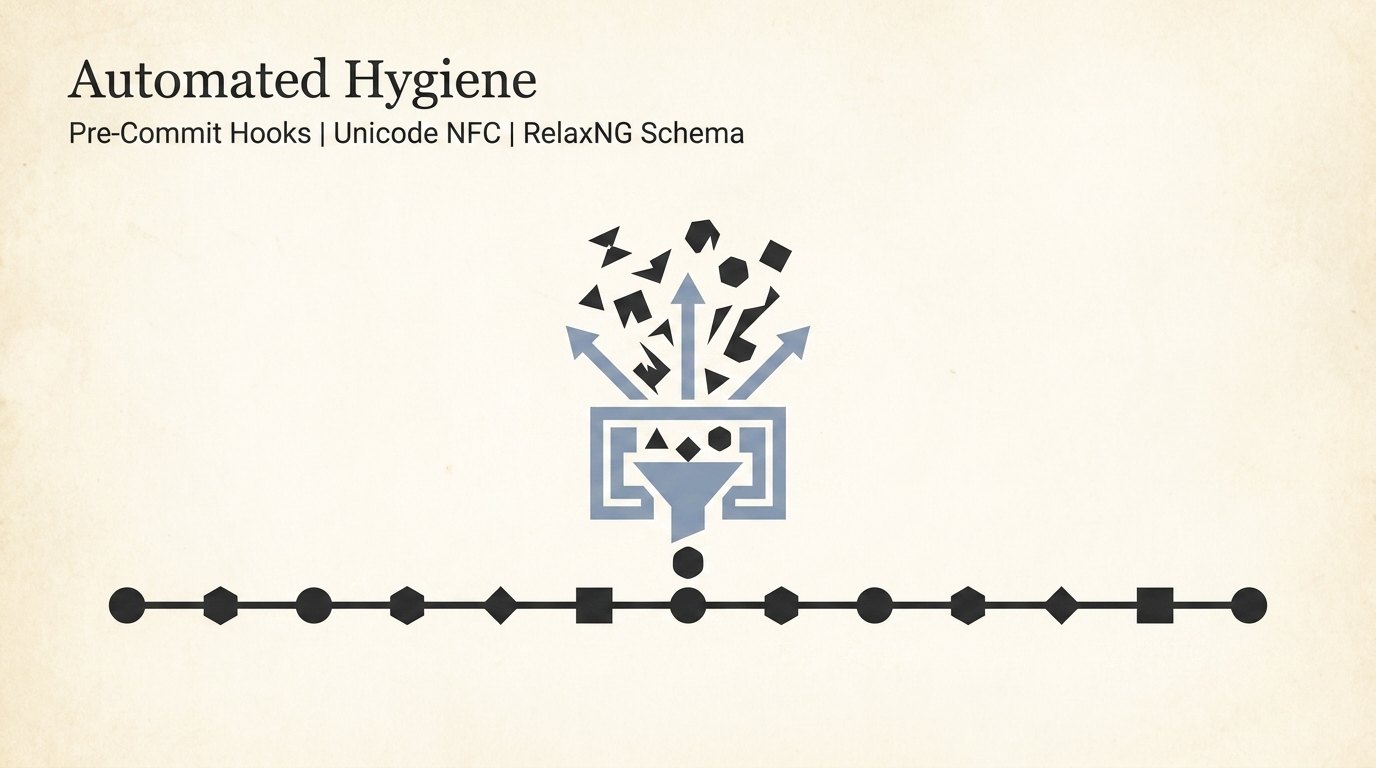 Automated Hygiene
Pre-Commit Hooks | Unicode NFC | RelaxNG Schema